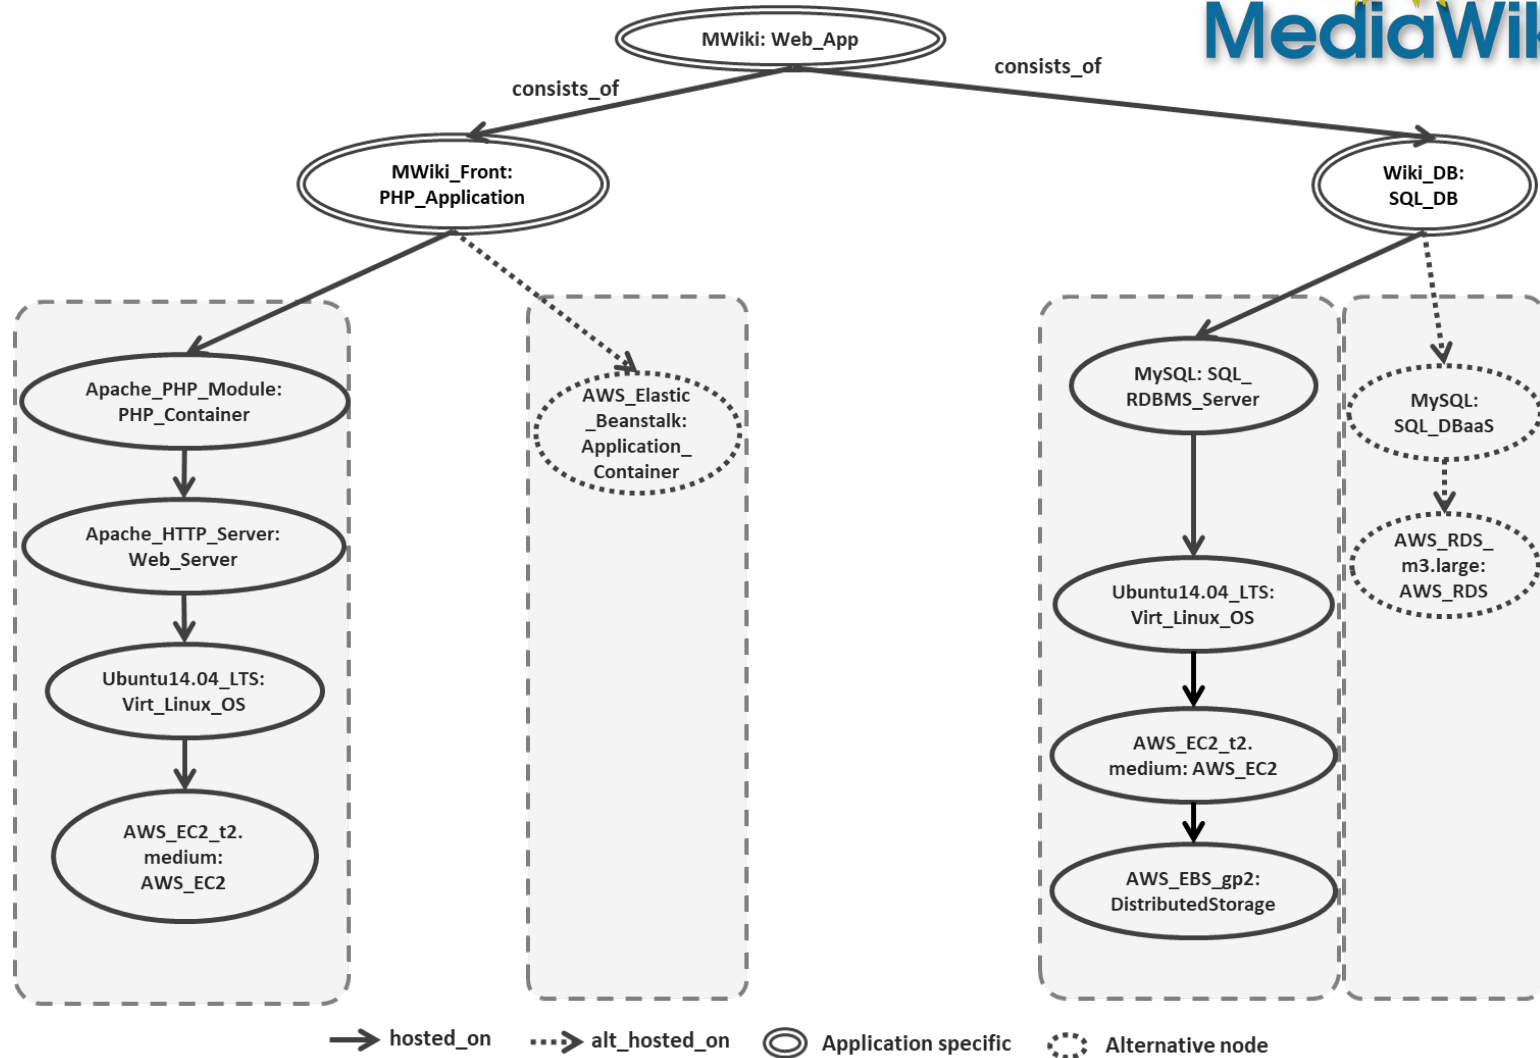 MediaWik
MWiki: Web_App
consists_of
consists_of
MWiki_Front:
PHP_Application
Wiki_DB:
SQL_DB
Apache_PHP_Module:
PHP_Container
Apache_HTTP_Server:
Web_Server
Ubuntu14.04_LTS:
Virt_Linux_OS
AWS_EC2_t2.
medium:
AWS_EC2
AWS_Elastic
_Beanstalk:
Application_
Container
MySQL: SQL_
RDBMS_Server
Ubuntu14.04_LTS:
Virt_Linux_OS
AWS_EC2_t2.
medium: AWS_EC2
AWS_EBS_gp2:
DistributedStorage
MySQL:
SQL_DBaaS
AWS_RDS_
m3.large:
AWS_RDS
hosted_on
alt_hosted_on
Application specific
Alternative node